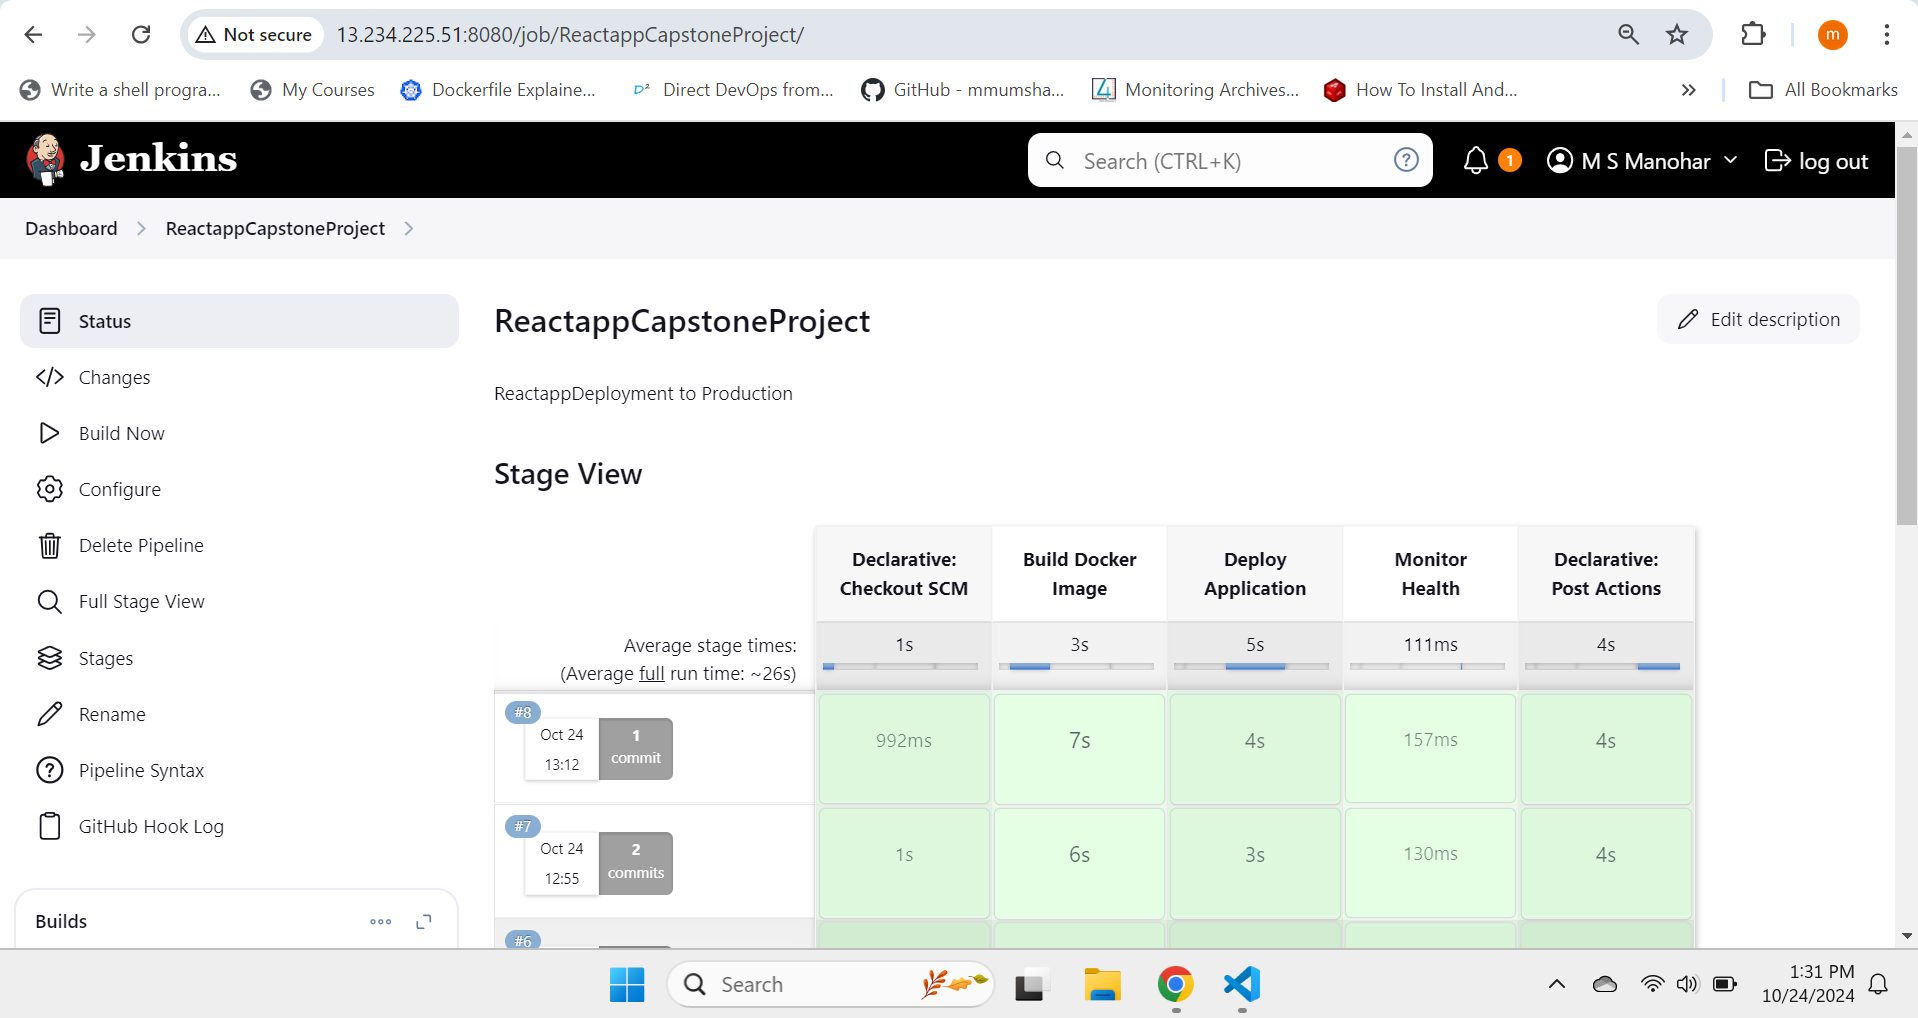 Not secure
13.234.225.51:8080/job/ReactappCapstoneProject/
m
Write a shell progra...
My Courses
Dockerfile Explaine...
Direct DevOps from...
GitHub - mmumsha...
Monitoring Archives...
How To Install And...
All Bookmarks
Jenkins
Search (CTRL+K)
1
M S Manohar
log out
Dashboard
ReactappCapstoneProject
Status
Changes
Build Now
Configure
Delete Pipeline
Full Stage View
Stages
Rename
Pipeline Syntax
GitHub Hook Log
Builds
ReactappCapstoneProject
Edit description
ReactappDeployment to Production
Stage View
Declarative:
Checkout SCM
Build Docker
Image
Deploy
Application
Monitor
Health
Declarative:
Post Actions
Average stage times:
(Average full run time: ~26s)
1s
3s
5s
111ms
4s
#8
Oct 24
13:12
1
commit
992ms
7s
4s
157ms
4s
#7
Oct 24
12:55
2
commits
1s
6s
3s
130ms
4s
#6
Search
1:31 PM
10/24/2024